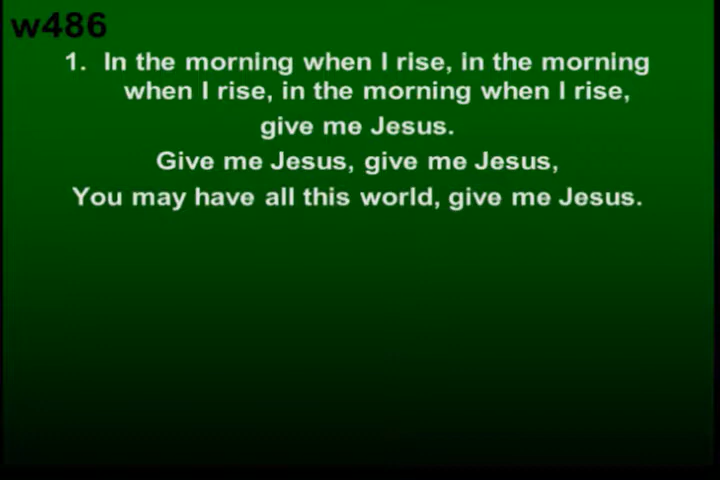 w486
1. In the morning when I rise, in the morning
when I rise, in the morning when I rise,
give me Jesus.
Give me Jesus, give me Jesus,
You may have all this world, give me Jesus.